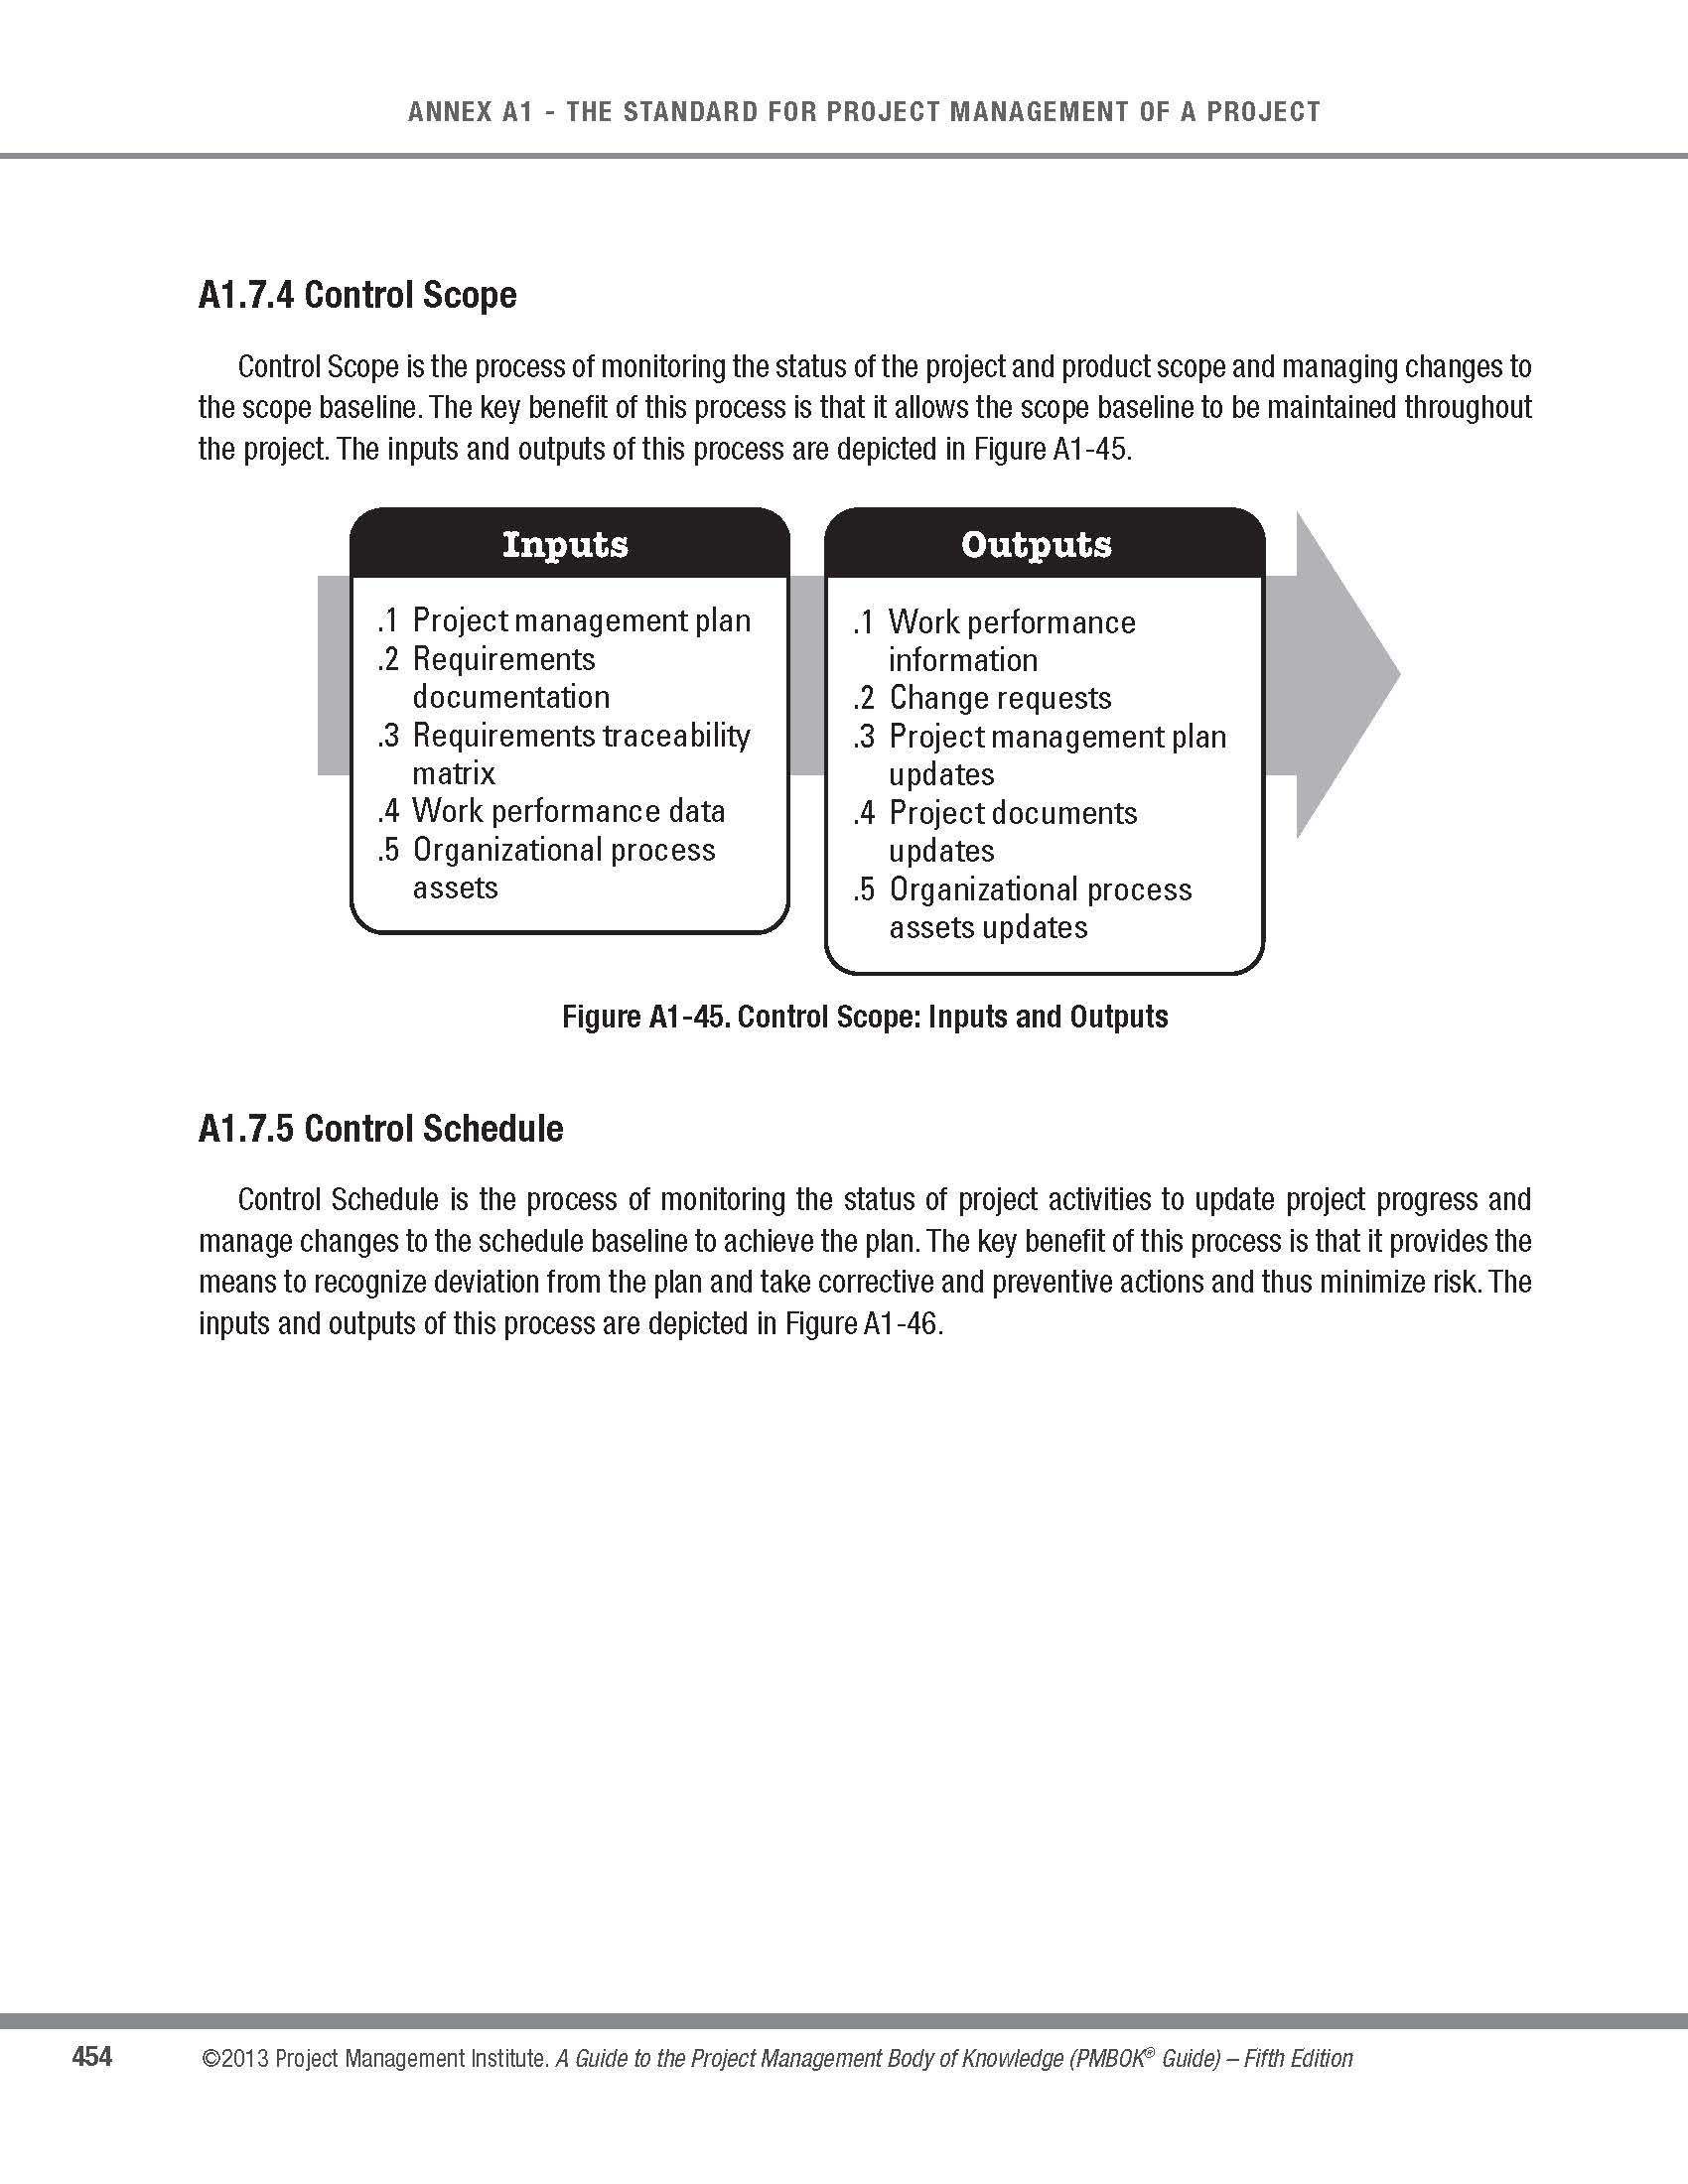 ANNEX A1 - THE STANDARD FOR PROJECT MANAGEMENT OF A PROJECT
A1.7.4 Control Scope
Control Scope is the process of monitoring the status of the project and product scope and managing changes to
the scope baseline. The key benefit of this process is that it allows the scope baseline to be maintained throughout
the project. The inputs and outputs of this process are depicted in Figure A1-45.
Inputs
.1 Project management plan
.2 Requirements
documentation
.3 Requirements traceability
matrix
.4 Work performance data
.5 Organizational process
assets
Outputs
.1 Work performance
information
.2 Change requests
.3 Project management plan
updates
.4 Project documents
updates
.5 Organizational process
assets updates
Figure A1-45. Control Scope: Inputs and Outputs
A1.7.5 Control Schedule
Control Schedule is the process of monitoring the status of project activities to update project progress and
manage changes to the schedule baseline to achieve the plan. The key benefit of this process is that it provides the
means to recognize deviation from the plan and take corrective and preventive actions and thus minimize risk. The
inputs and outputs of this process are depicted in Figure A1-46.
454 ©2013 Project Management Institute. A Guide to the Project Management Body of Knowledge (PMBOK® Guide) – Fifth Edition